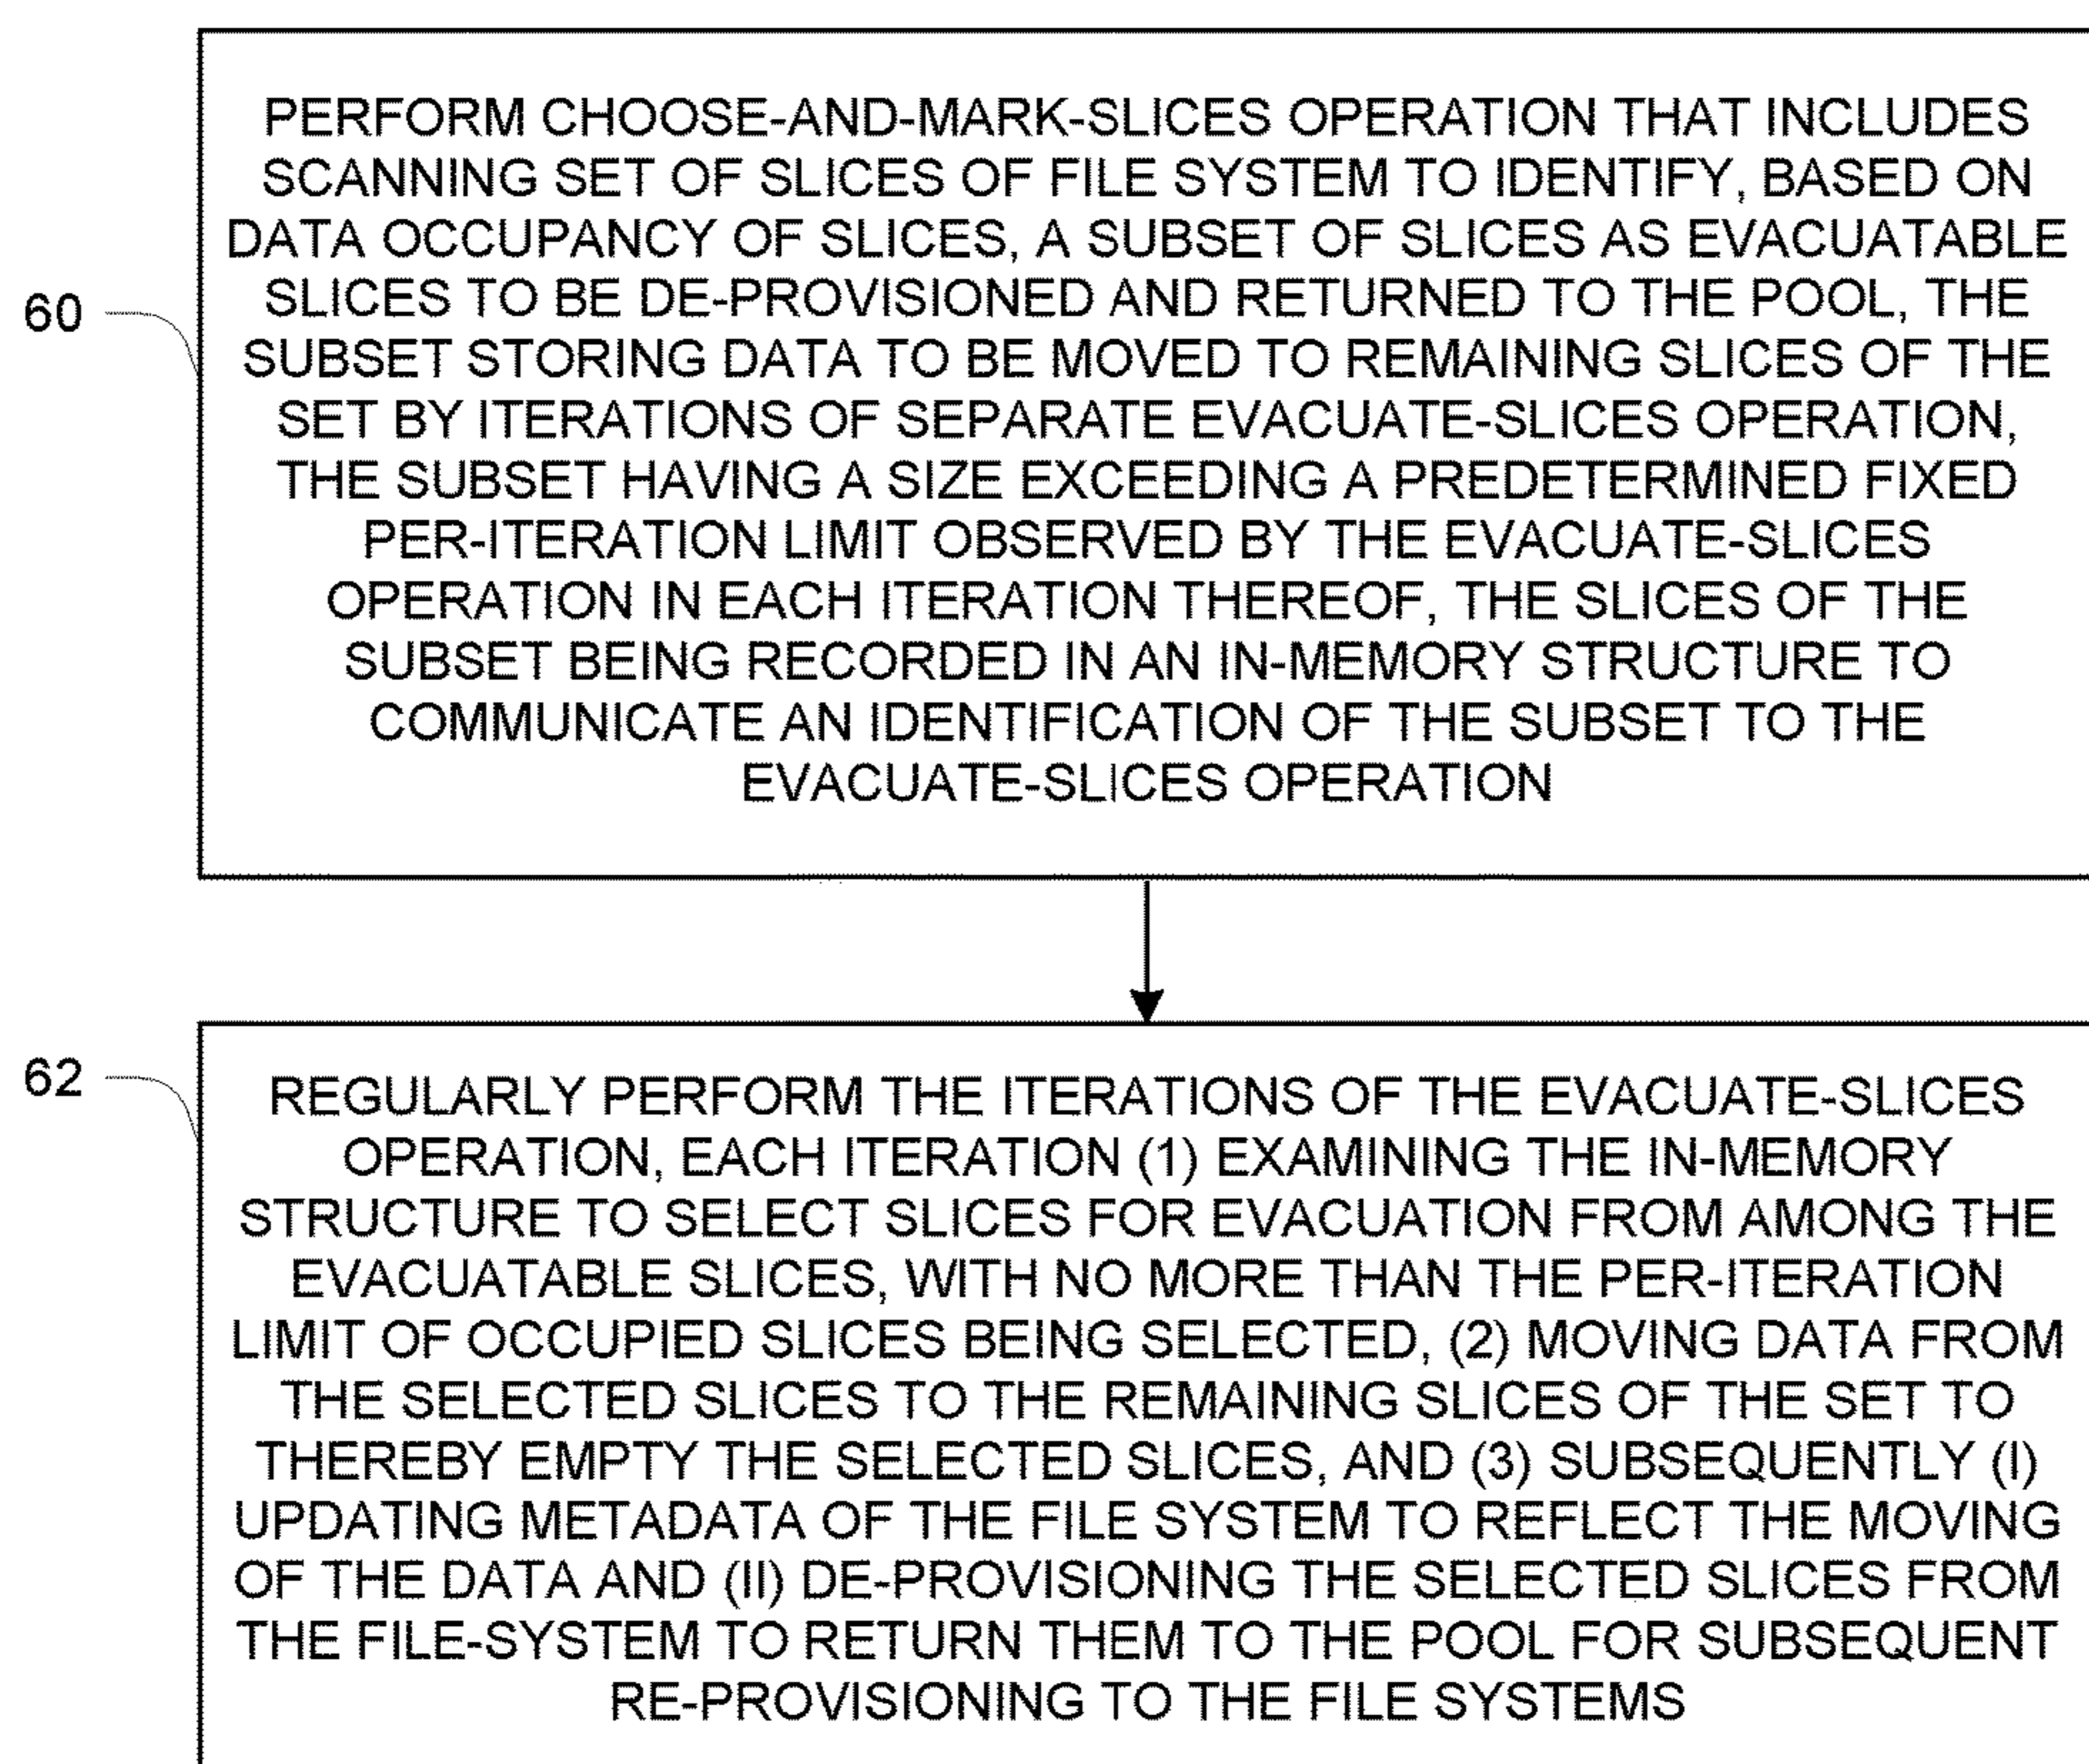 PERFORM CHOOSE-AND-MARK-SLICES OPERATION THAT INCLUDES
SCANNING SET OF SLICES OF FILE SYSTEM TO IDENTIFY, BASED ON
DATA OCCUPANCY OF SLICES, A SUBSET OF SLICES AS EVACUATABLE
SLICES TO BE DE-PROVISIONED AND RETURNED TO THE POOL, THE
60
SUBSET STORING DATA TO BE MOVED TO REMAINING SLICES OF THE
SET BY ITERATIONS OF SEPARATE EVACUATE-SLICES OPERATION,
THE SUBSET HAVING A SIZE EXCEEDING A PREDETERMINED FIXED
PER-ITERATION LIMIT OBSERVED BY THE EVACUATE-SLICES
OPERATION IN EACH ITERATION THEREOF, THE SLICES OF THE
SUBSET BEING RECORDED IN AN IN-MEMORY STRUCTURE TO
COMMUNICATE AN IDENTIFICATION OF THE SUBSET TO THE
EVACUATE-SLICES OPERATION
62
REGULARLY PERFORM THE ITERATIONS OF THE EVACUATE-SLICES
OPERATION, EACH ITERATION (1) EXAMINING THE IN-MEMORY
STRUCTURE TO SELECT SLICES FOR EVACUATION FROM AMONG THE
EVACUATABLE SLICES, WITH NO MORE THAN THE PER-ITERATION
LIMIT OF OCCUPIED SLICES BEING SELECTED, (2) MOVING DATA FROM
THE SELECTED SLICES TO THE REMAINING SLICES OF THE SET TO
THEREBY EMPTY THE SELECTED SLICES, AND (3) SUBSEQUENTLY (I)
UPDATING METADATA OF THE FILE SYSTEM TO REFLECT THE MOVING
OF THE DATA AND (II) DE-PROVISIONING THE SELECTED SLICES FROM
THE FILE-SYSTEM TO RETURN THEM TO THE POOL FOR SUBSEQUENT
RE-PROVISIONING TO THE FILE SYSTEMS